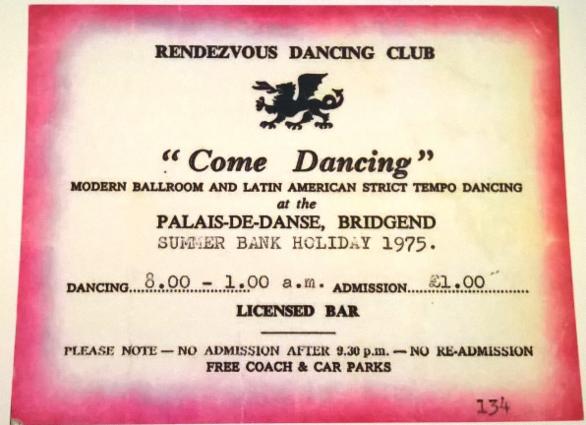 RENDEZVOUS DANCING CLUB
“Come Dancing”
MODERN BALLROOM AND LATIN AMERICAN STRICT TEMPO DANCING
at the
PALAIS-DE-DANSE, BRIDGEND
SUMMER BANK HOLIDAY 1975.
DANCING...8.00 - 1.00 a.m. ADMISSION....£1.00..........
LICENSED BAR
PLEASE NOTE — NO ADMISSION AFTER 9.30 p.m. — NO RE-ADMISSION
FREE COACH & CAR PARKS
134